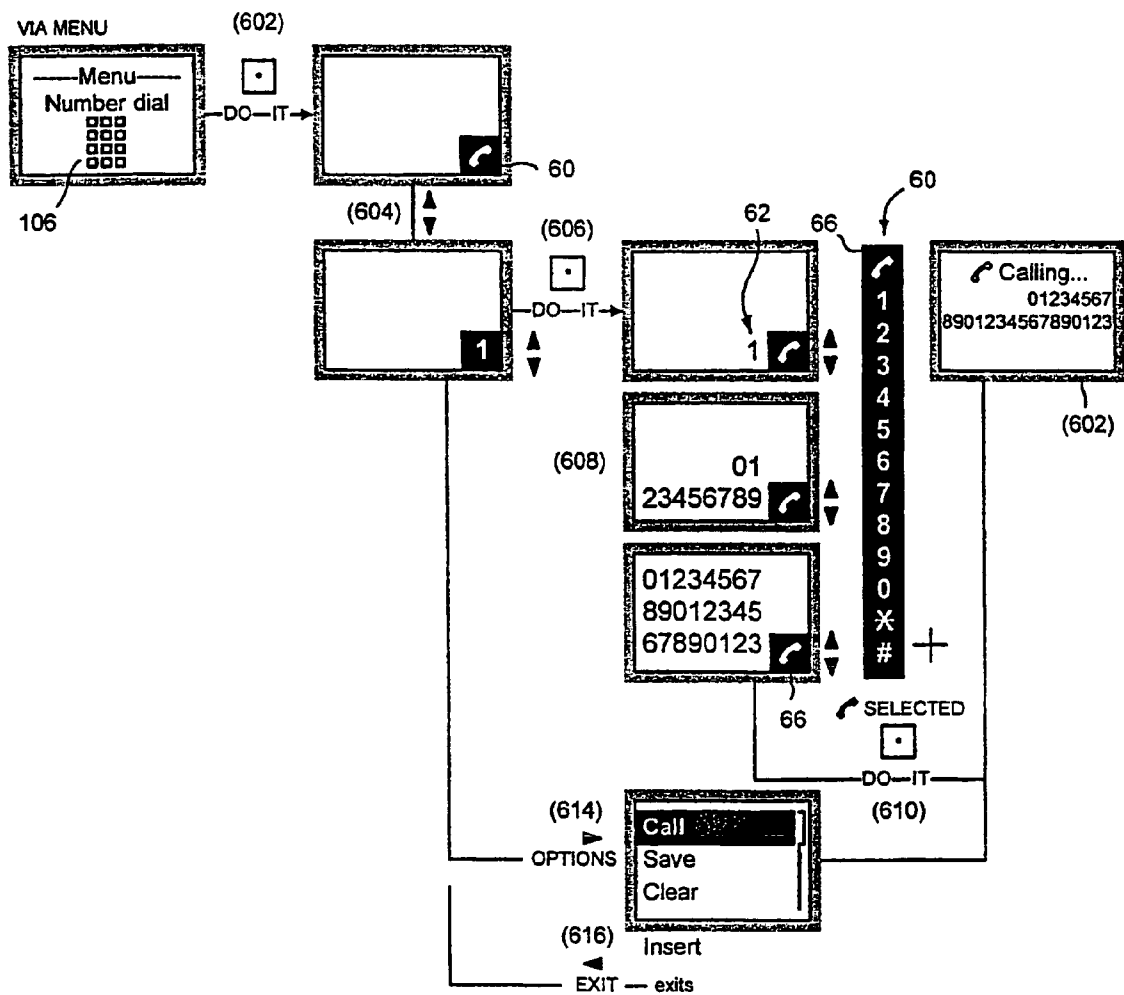 VIA MENU
(602)
Menu
Number dial
DO—IT
60
106
(604)
(606)
62
66
60
1
DO—IT
1
Calling...
01234567
8901234567890123
(602)
1
2
3
4
5
6
7
8
9
0
*
#
+
(608)
01
23456789
01234567
89012345
67890123
66
SELECTED
DO—IT
(610)
(614)
OPTIONS
Call
Save
Clear
Insert
(616)
EXIT — exits